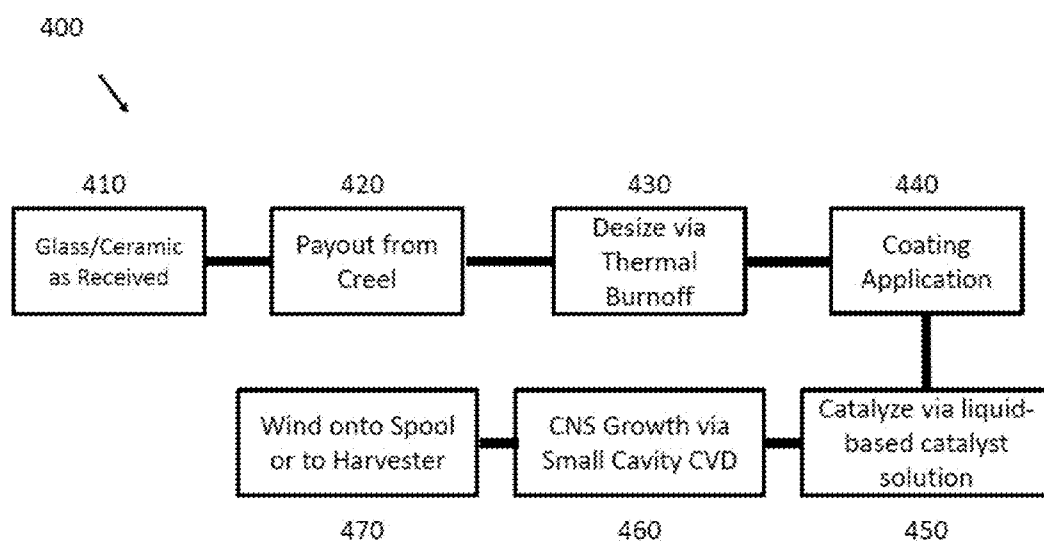 400
410
420
430
440
Glass/Ceramic
as Received
Payout from
Creel
Desize via
Thermal
Burnoff
Coating
Application
Wind onto Spool
or to Harvester
CNS Growth via
Small Cavity CVD
Catalyze via liquid-
based catalyst
solution
470
460
450